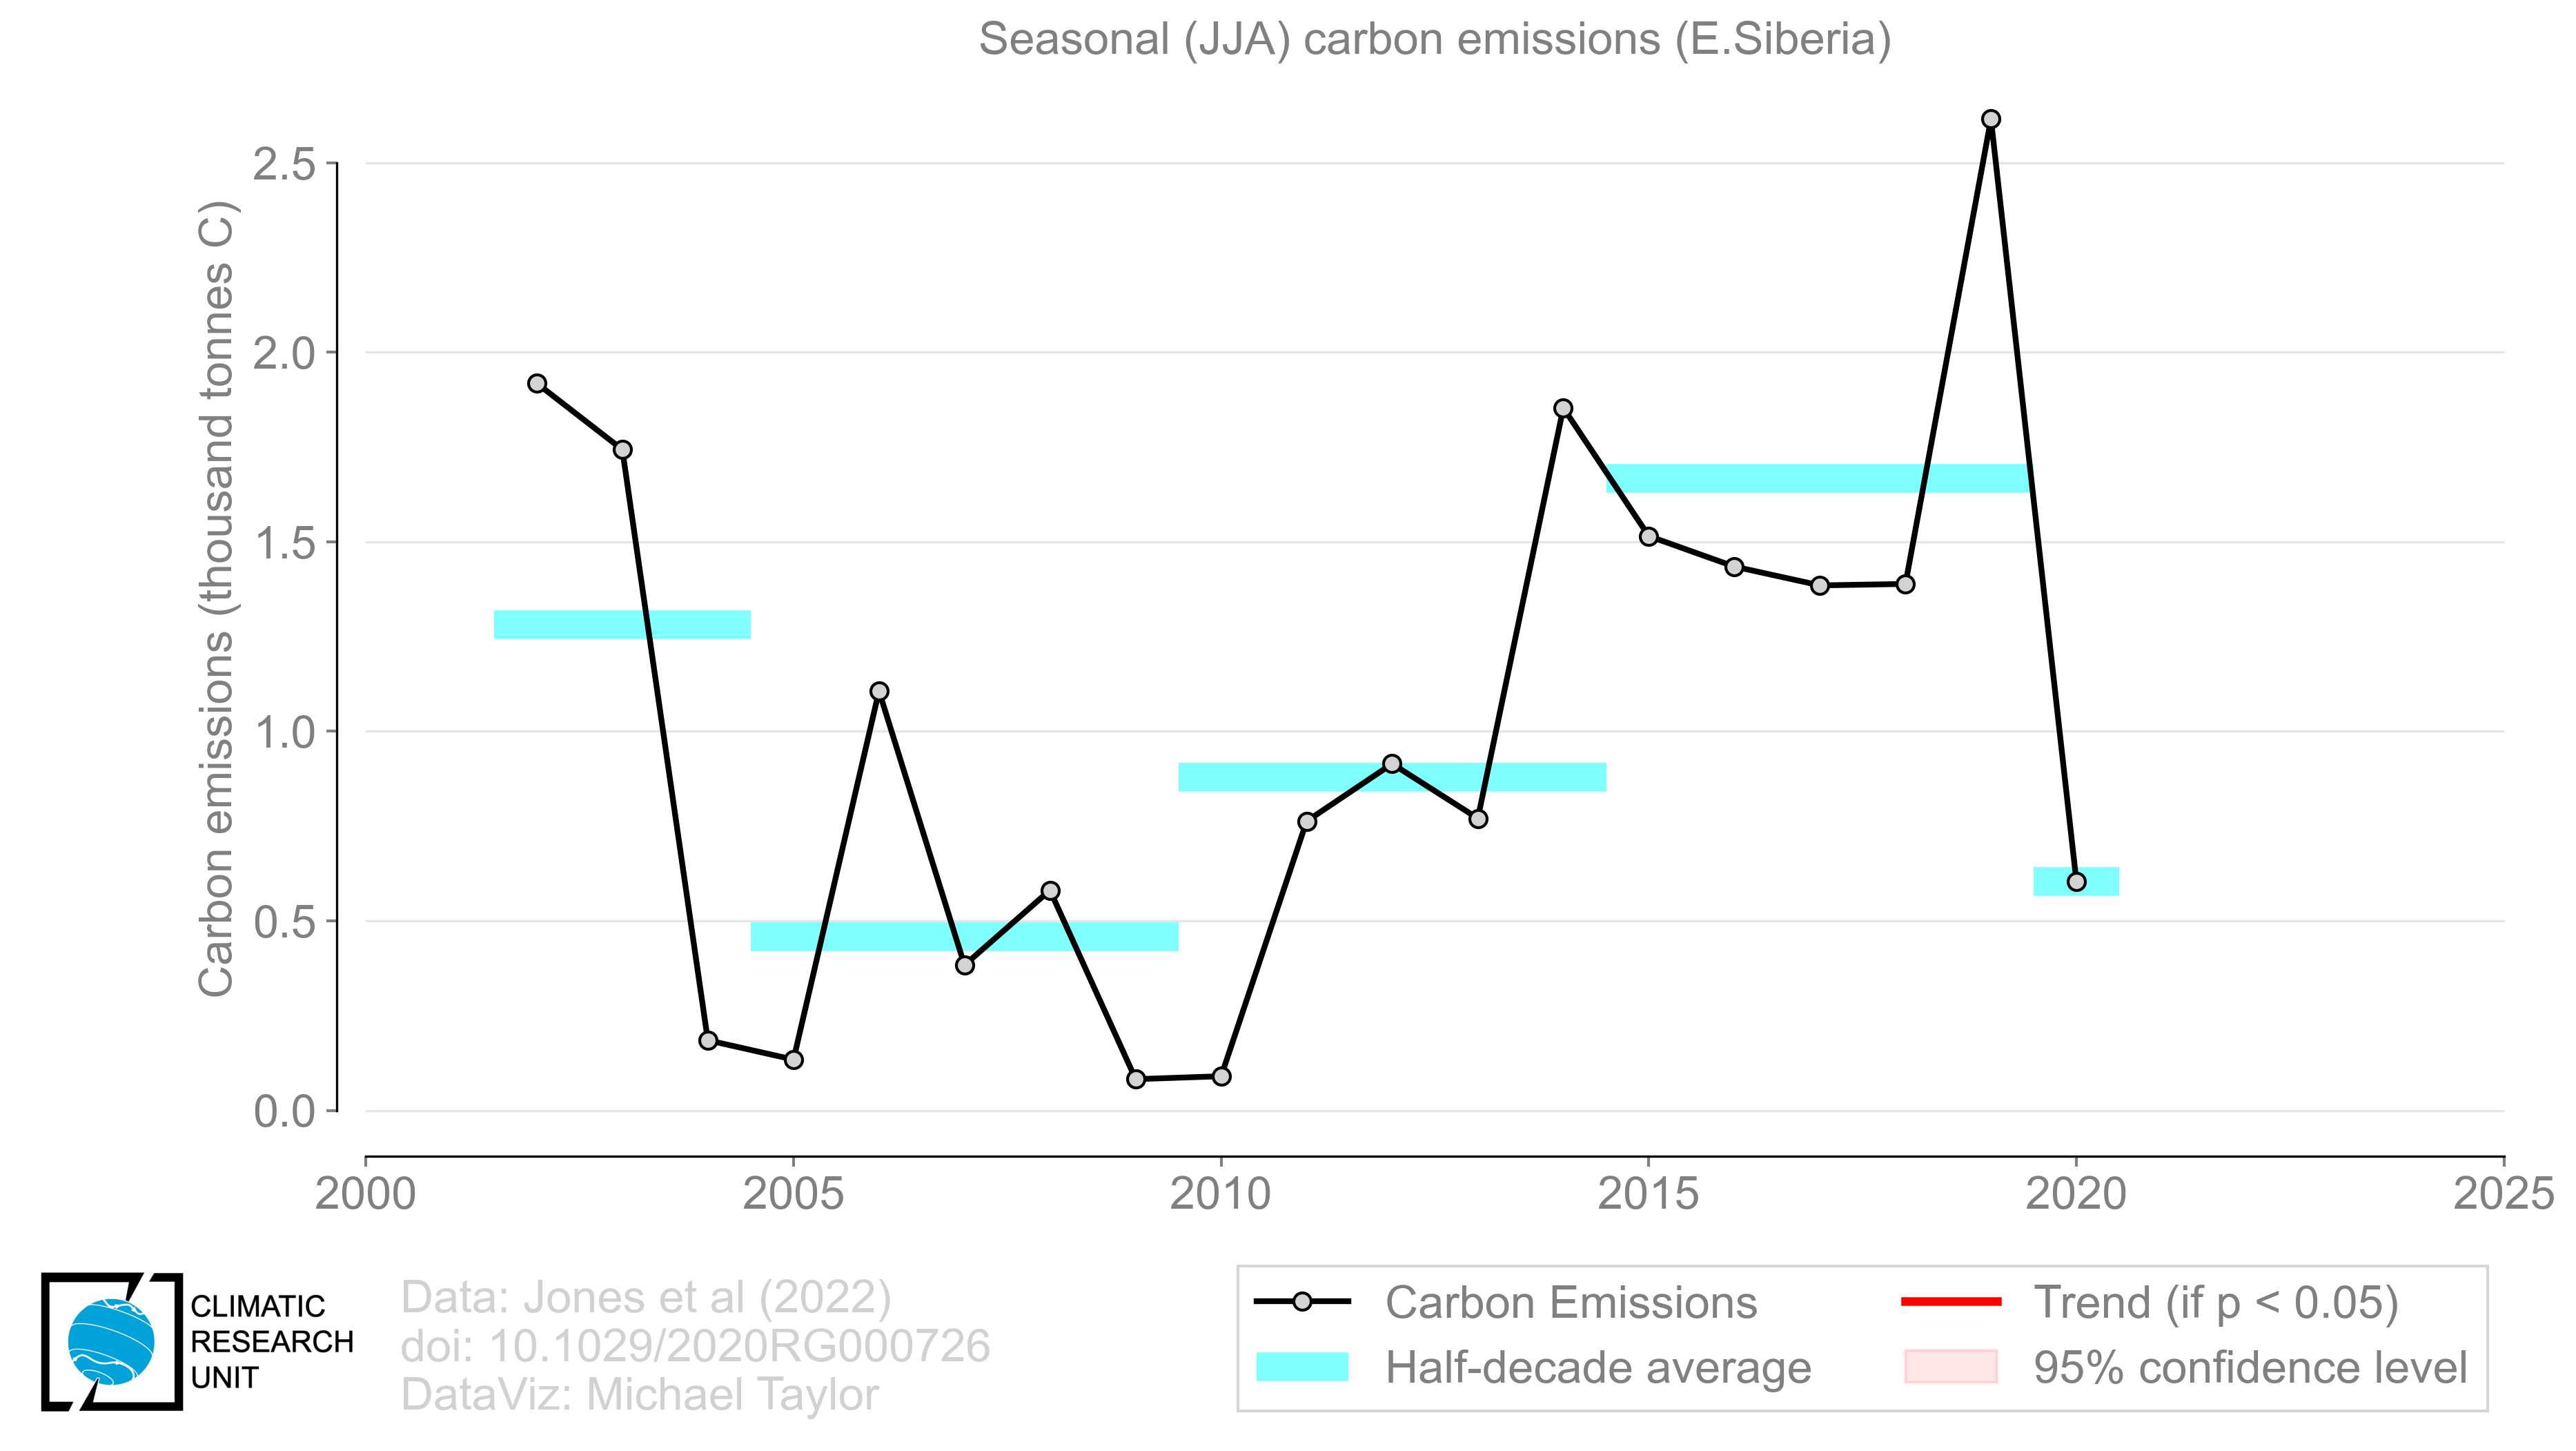 Seasonal (JJA) carbon emissions (E.Siberia)
Carbon emissions (thousand tonnes C)
2.5
2.0
1.5
1.0
0.5
0.0
2000 2005 2010 2015 2020 2025
CLIMATIC
RESEARCH
UNIT
Data: Jones et al (2022)
doi: 10.1029/2020RG000726
DataViz: Michael Taylor
Carbon Emissions
Half-decade average
Trend (if p < 0.05)
95% confidence level